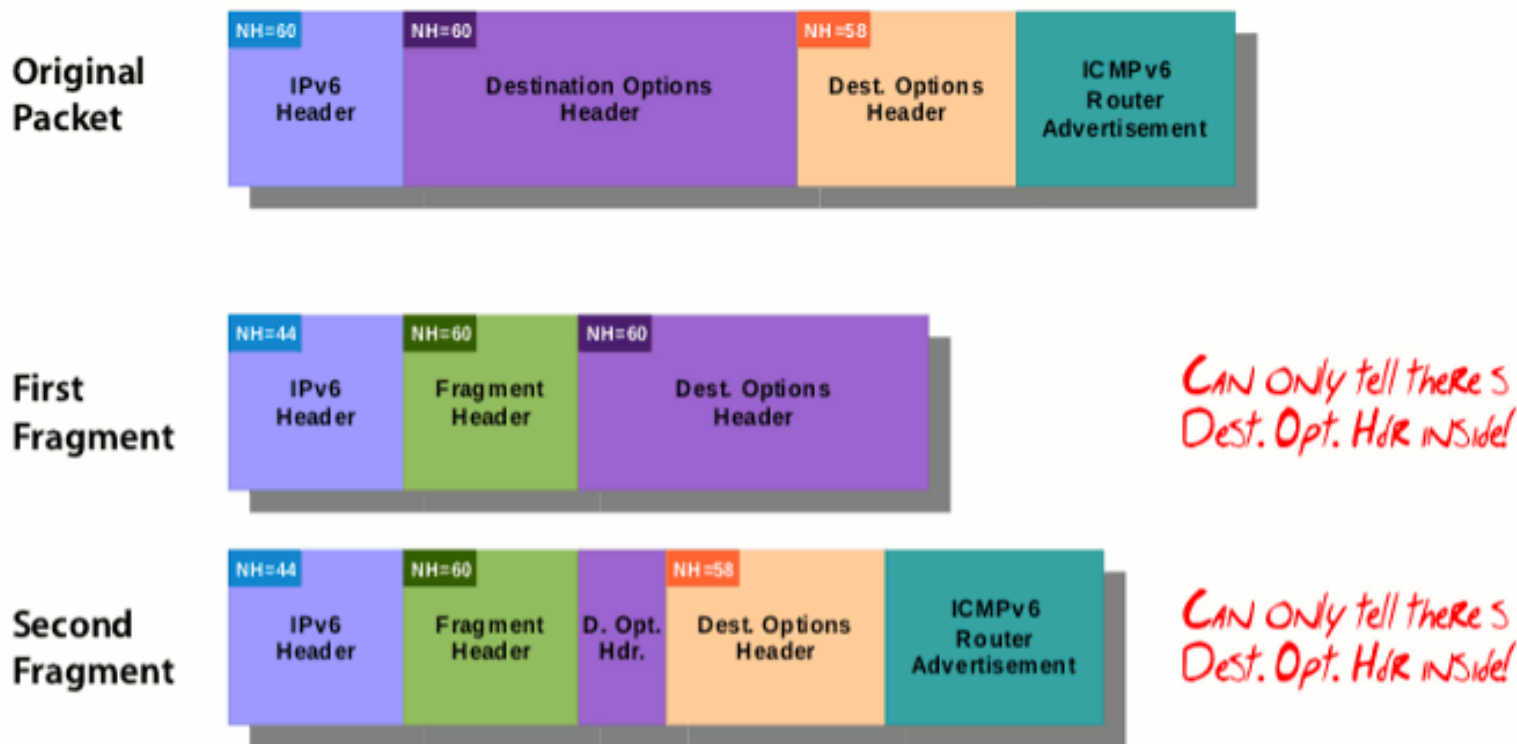 Original
Packet
NH=60
IPv6
Header
NH=60
Destination Options
Header
NH=58
Dest. Options
Header
ICMPv6
Router
Advertisement
First
Fragment
NH=44
IPv6
Header
NH=60
Fragment
Header
NH=60
Dest. Options
Header
CAN ONly tell theRe s
Dest. Opt. HdR iNSide!
Second
Fragment
NH=44
IPv6
Header
NH=60
Fragment
Header
D. Opt.
Hdr.
NH=58
Dest. Options
Header
ICMPv6
Router
Advertisement
CAN ONly tell theRe s
Dest. Opt. HdR iNSide!